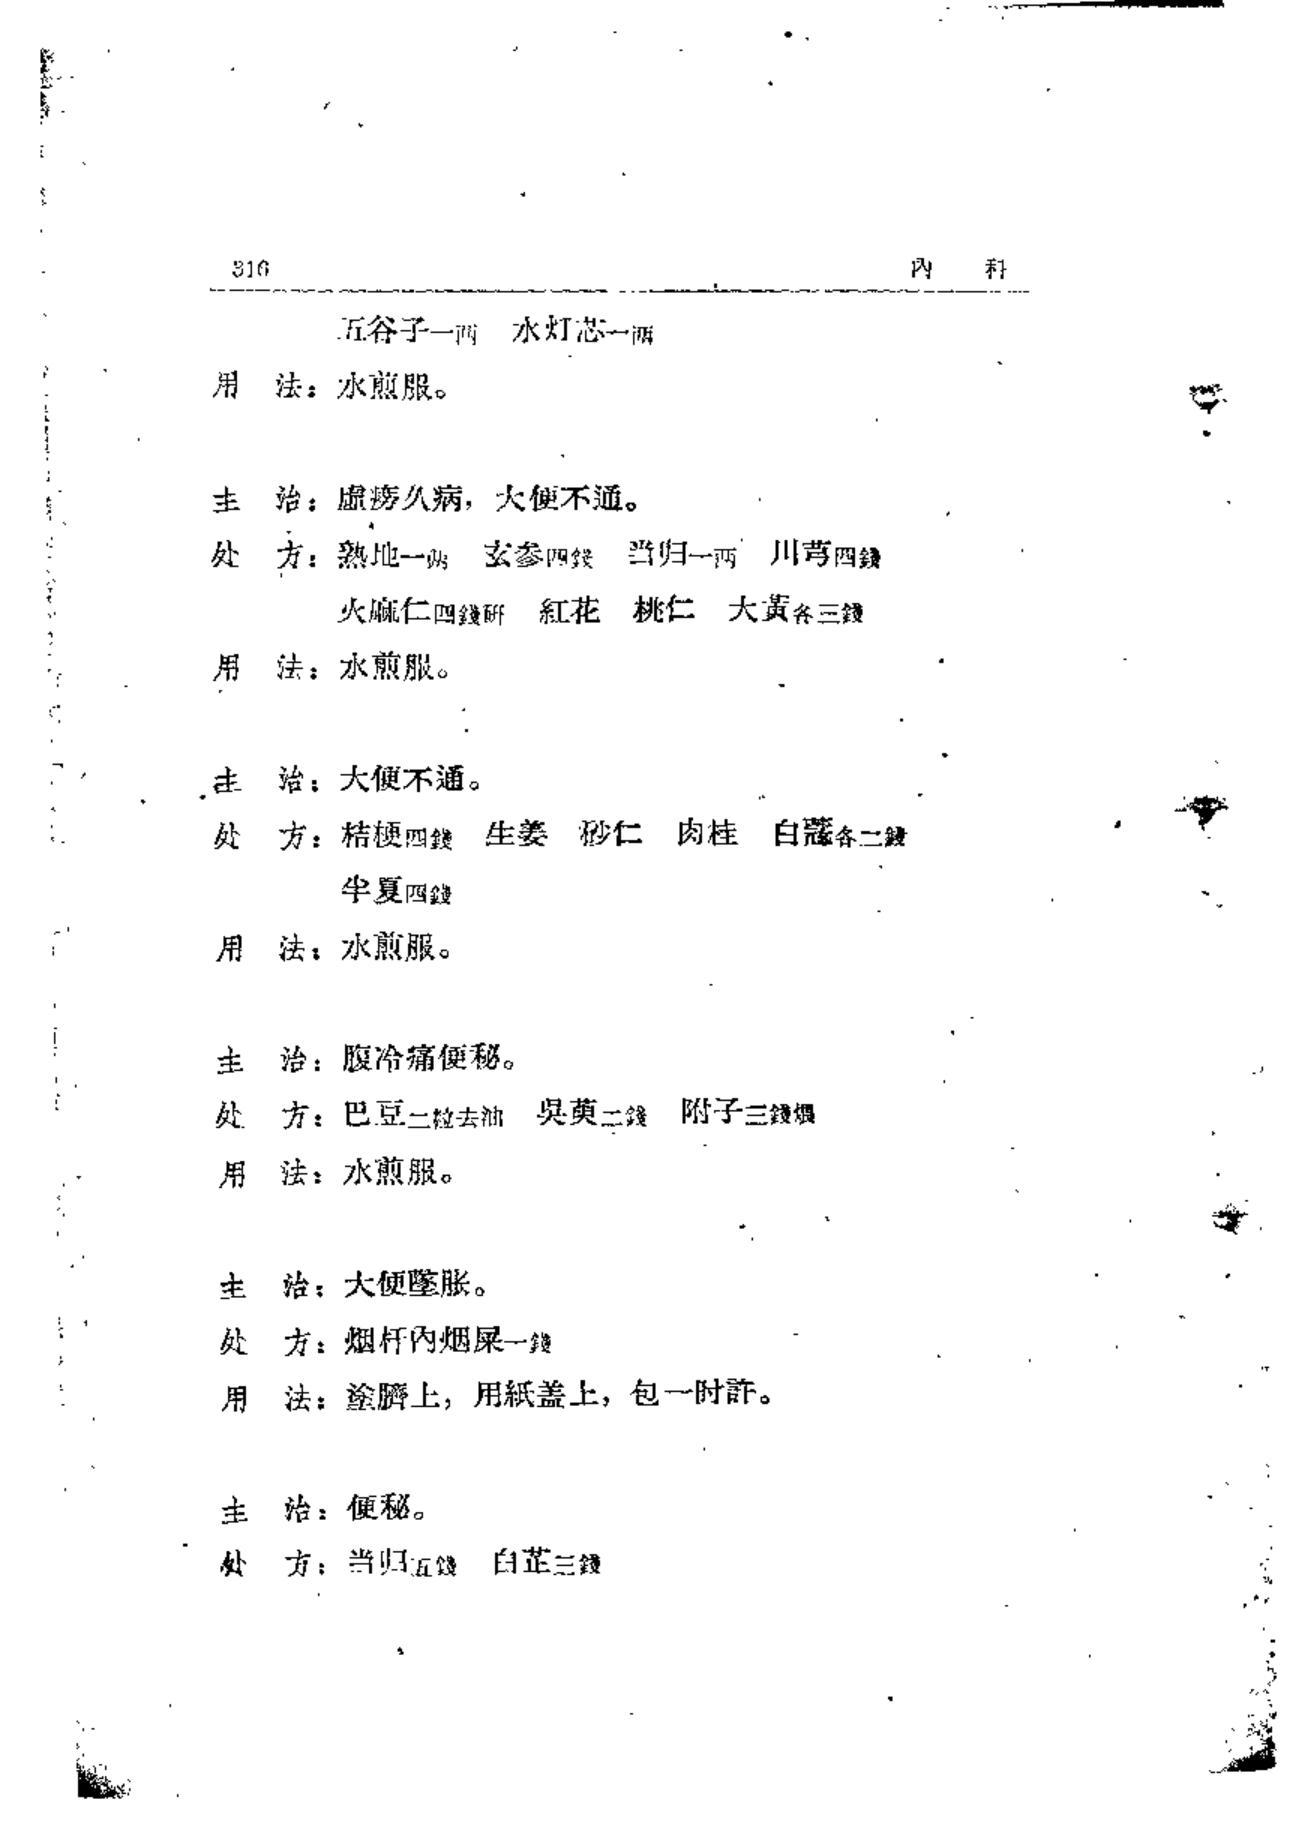 316 內 科
五谷子一两 水灯芯一两
用 法：水煎服。
主 治：虛痨久病，大便不通。
处 方：熟地一两 玄参四錢 当归一两 川芎四錢
火麻仁四錢研 紅花 桃仁 大黃各三錢
用 法：水煎服。
主 治：大便不通。
处 方：桔梗四錢 生姜 砂仁 肉桂 白蔻各二錢
半夏四錢
用 法：水煎服。
主 治：腹冷痛便秘。
处 方：巴豆二粒去油 吳萸二錢 附子三錢煨
用 法：水煎服。
主 治：大便墜胀。
处 方：烟杆內烟屎一錢
用 法：塗臍上，用紙蓋上，包一时許。
主 治：便秘。
处 方：当归五錢 白芷三錢